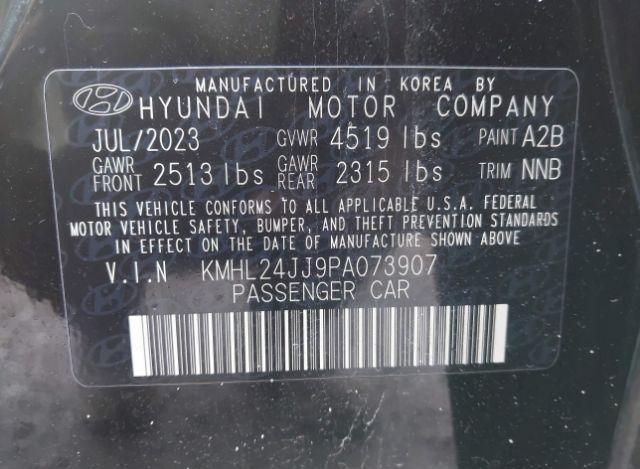 MANUFACTURED IN KOREA BY
HYUNDAI MOTOR COMPANY
JUL/2023 GVWR 4519 lbs PAINT A2B
GAWR FRONT 2513 lbs GAWR REAR 2315 lbs TRIM NNB
THIS VEHICLE CONFORMS TO ALL APPLICABLE U.S.A. FEDERAL
MOTOR VEHICLE SAFETY, BUMPER, AND THEFT PREVENTION STANDARDS
IN EFFECT ON THE DATE OF MANUFACTURE SHOWN ABOVE
V.I.N KMHL24JJ9PA073907
PASSENGER CAR